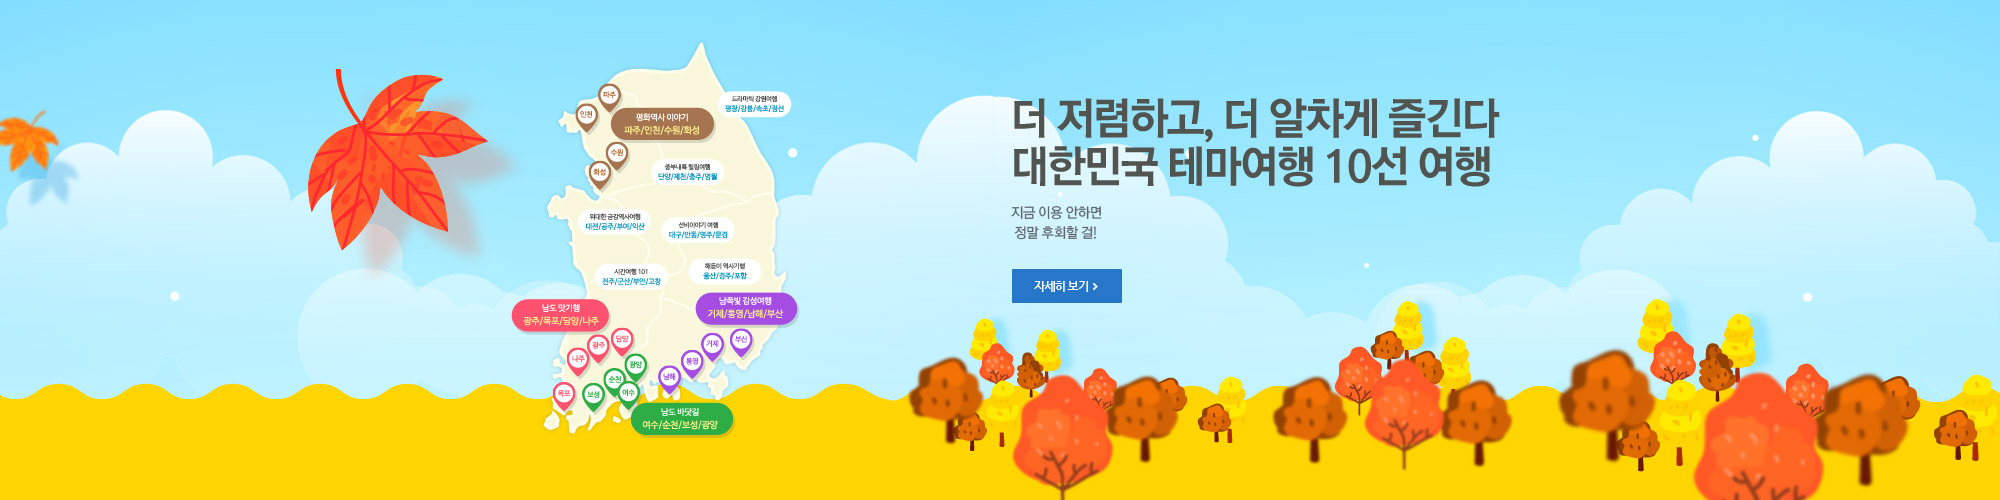 더 저렴하고, 더 알차게 즐긴다
대한민국 테마여행 10선 여행
지금 이용 안하면
정말 후회할 걸!
자세히 보기 >
파주
인천
평화역사 이야기
파주/인천/수원/화성
드라마틱 강원여행
평창/강릉/속초/정선
수원
화성
중부내륙 힐링여행
단양/제천/충주/영월
위대한 금강역사여행
대전/공주/부여/익산
선비이야기 여행
대구/안동/영주/문경
시간여행 101
전주/군산/부안/고창
해돋이 역사기행
울산/경주/포항
남도 맛기행
광주/목포/담양/나주
남쪽빛 감성여행
거제/통영/남해/부산
담양
광주
나주
목포
광양
순천
여수
보성
부산
거제
통영
남해
남도 바닷길
여수/순천/보성/광양